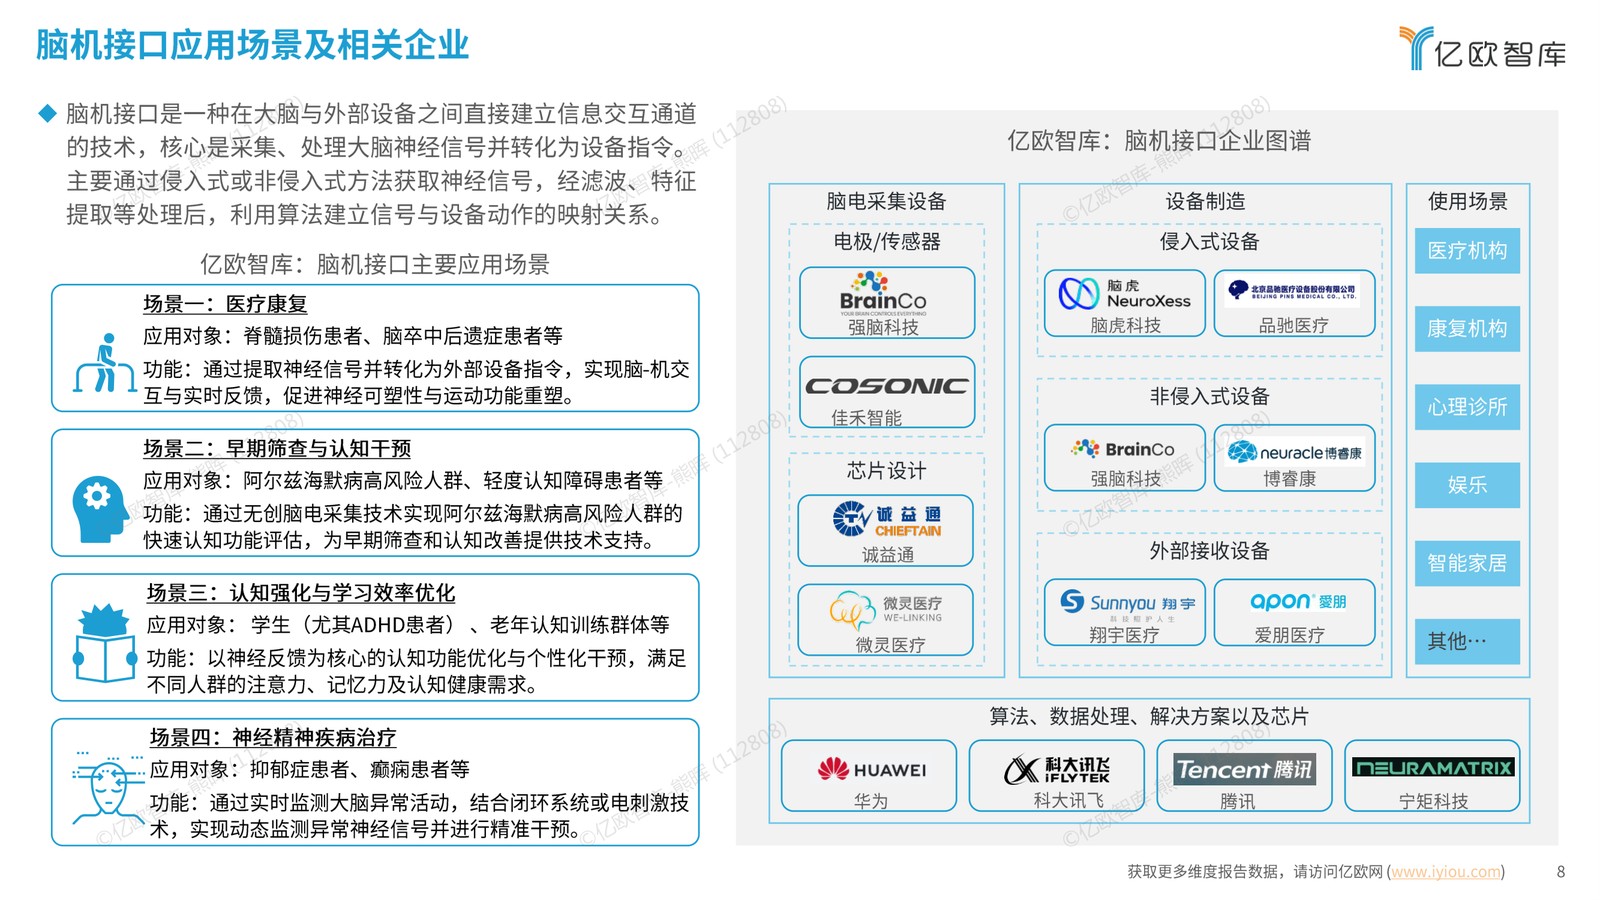 脑机接口应用场景及相关企业
亿欧智库
脑机接口是一种在大脑与外部设备之间直接建立信息交互通道
的技术，核心是采集、处理大脑神经信号并转化为设备指令。
主要通过侵入式或非侵入式方法获取神经信号，经滤波、特征
提取等处理后，利用算法建立信号与设备动作的映射关系。
亿欧智库：脑机接口主要应用场景
场景一：医疗康复
应用对象：脊髓损伤患者、脑卒中后遗症患者等
功能：通过提取神经信号并转化为外部设备指令，实现脑-机交
互与实时反馈，促进神经可塑性与运动功能重塑。
场景二：早期筛查与认知干预
应用对象：阿尔兹海默病高风险人群、轻度认知障碍患者等
功能：通过无创脑电采集技术实现阿尔兹海默病高风险人群的
快速认知功能评估，为早期筛查和认知改善提供技术支持。
场景三：认知强化与学习效率优化
应用对象： 学生（尤其ADHD患者）、老年认知训练群体等
功能：以神经反馈为核心的认知功能优化与个性化干预，满足
不同人群的注意力、记忆力及认知健康需求。
场景四：神经精神疾病治疗
应用对象：抑郁症患者、癫痫患者等
功能：通过实时监测大脑异常活动，结合闭环系统或电刺激技
术，实现动态监测异常神经信号并进行精准干预。
亿欧智库：脑机接口企业图谱
脑电采集设备
电极/传感器
BrainCo
YOUR BRAIN CONTROLS EVERYTHING
强脑科技
COSONIC
佳禾智能
芯片设计
诚益通
CHIEFTAIN
诚益通
微灵医疗
WE-LINKING
微灵医疗
设备制造
侵入式设备
脑虎
NeuroXess
脑虎科技
北京品驰医疗设备股份有限公司
BEIJING PINS MEDICAL CO., LTD.
品驰医疗
非侵入式设备
BrainCo
强脑科技
neuracle博睿康
博睿康
外部接收设备
Sunnyou 翔宇
科技呵护人生
翔宇医疗
apon 爱朋
爱朋医疗
使用场景
医疗机构
康复机构
心理诊所
娱乐
智能家居
其他…
算法、数据处理、解决方案以及芯片
HUAWEI
华为
科大讯飞
iFLYTEK
科大讯飞
Tencent 腾讯
腾讯
NEURAMATRIX
宁矩科技
获取更多维度报告数据，请访问亿欧网 (www.iyiou.com)
8
©亿欧智库-熊晖 (112808)